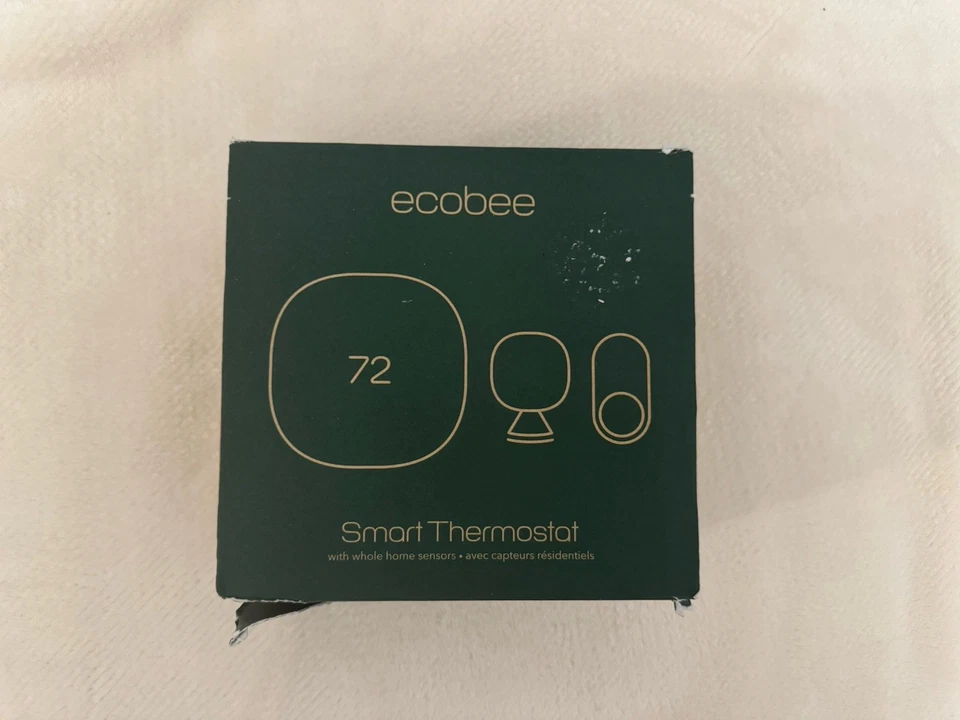 ecobee
72
Smart Thermostat
with whole home sensors • avec capteurs résidentiels